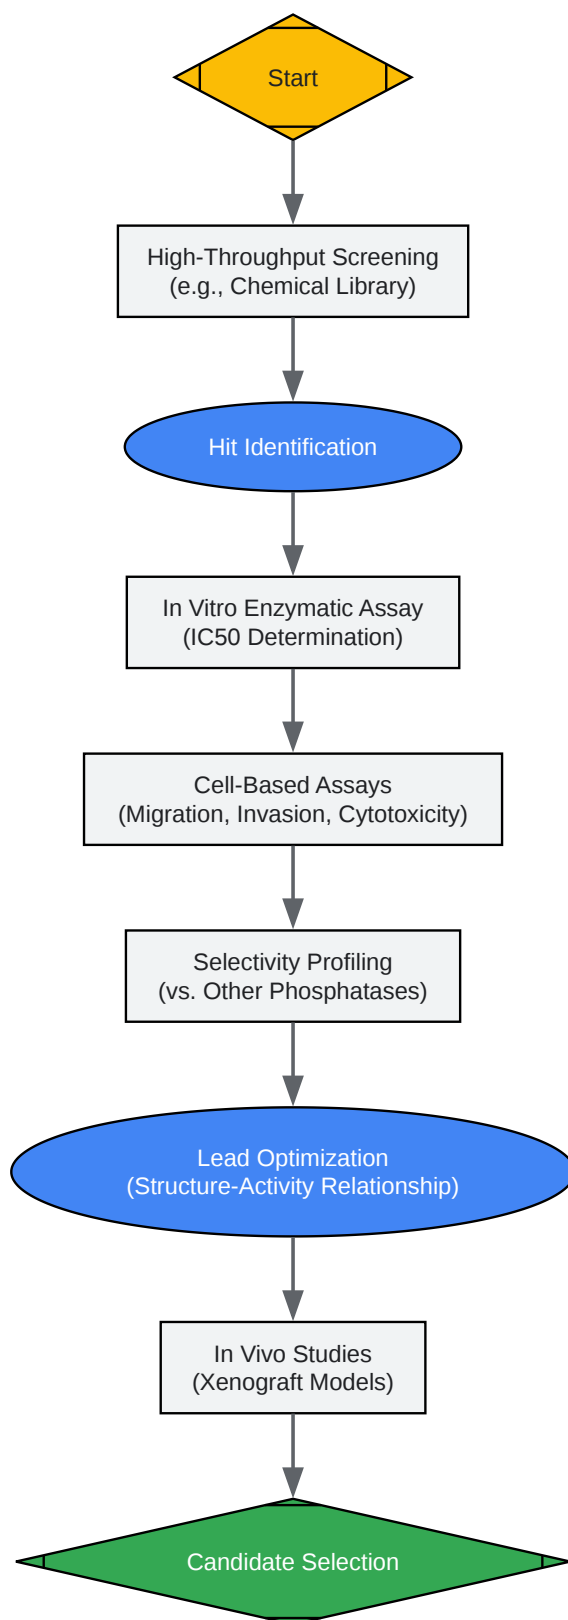 Start
High-Throughput Screening
(e.g., Chemical Library)
Hit Identification
In Vitro Enzymatic Assay
(IC50 Determination)
Cell-Based Assays
(Migration, Invasion, Cytotoxicity)
Selectivity Profiling
(vs. Other Phosphatases)
Lead Optimization
(Structure-Activity Relationship)
In Vivo Studies
(Xenograft Models)
Candidate Selection